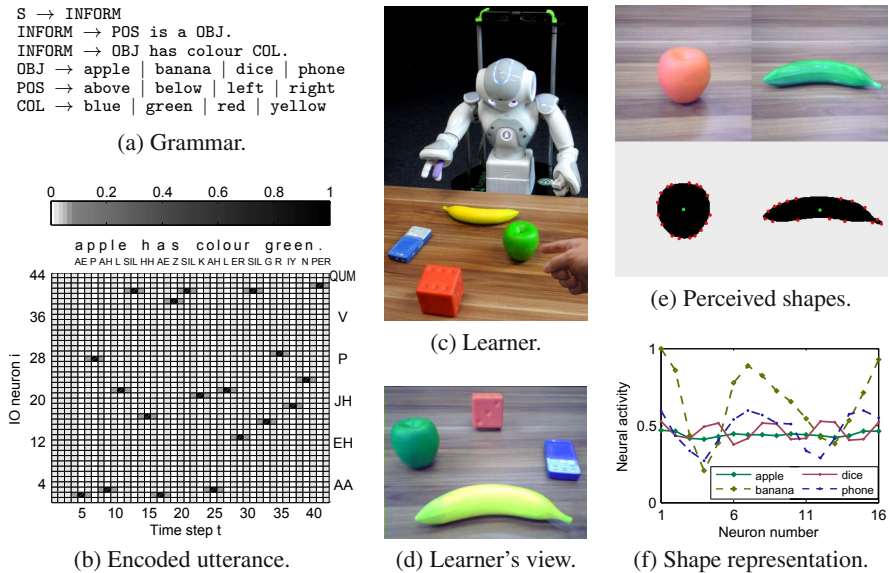 S → INFORM
INFORM → POS is a OBJ.
INFORM → OBJ has colour COL.
OBJ → apple | banana | dice | phone
POS → above | below | left | right
COL → blue | green | red | yellow
(a) Grammar.
0 0.2 0.4 0.6 0.8 1
apple has colour green.
AE P AH L SIL HH AE Z SIL K AH L ER SIL G R IY N PER
44 QUM
36 V
28 P
20 JH
12 EH
4 AA
IO neuron i
5 10 15 20 25 30 35 40
Time step t
(b) Encoded utterance.
(c) Learner.
(d) Learner's view.
(e) Perceived shapes.
1
0.5
0
Neural activity
apple dice
banana phone
1 6 11 16
Neuron number
(f) Shape representation.